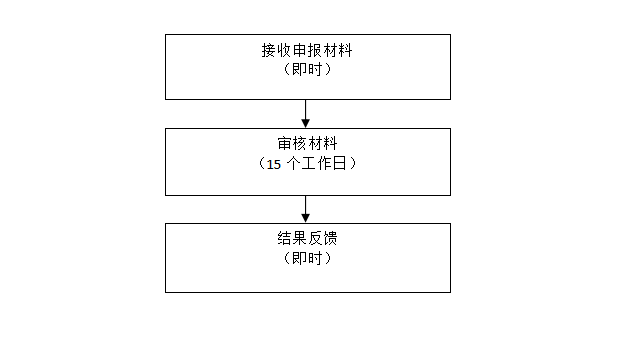 接收申报材料
（即时）
审核材料
（15 个工作日）
结果反馈
（即时）